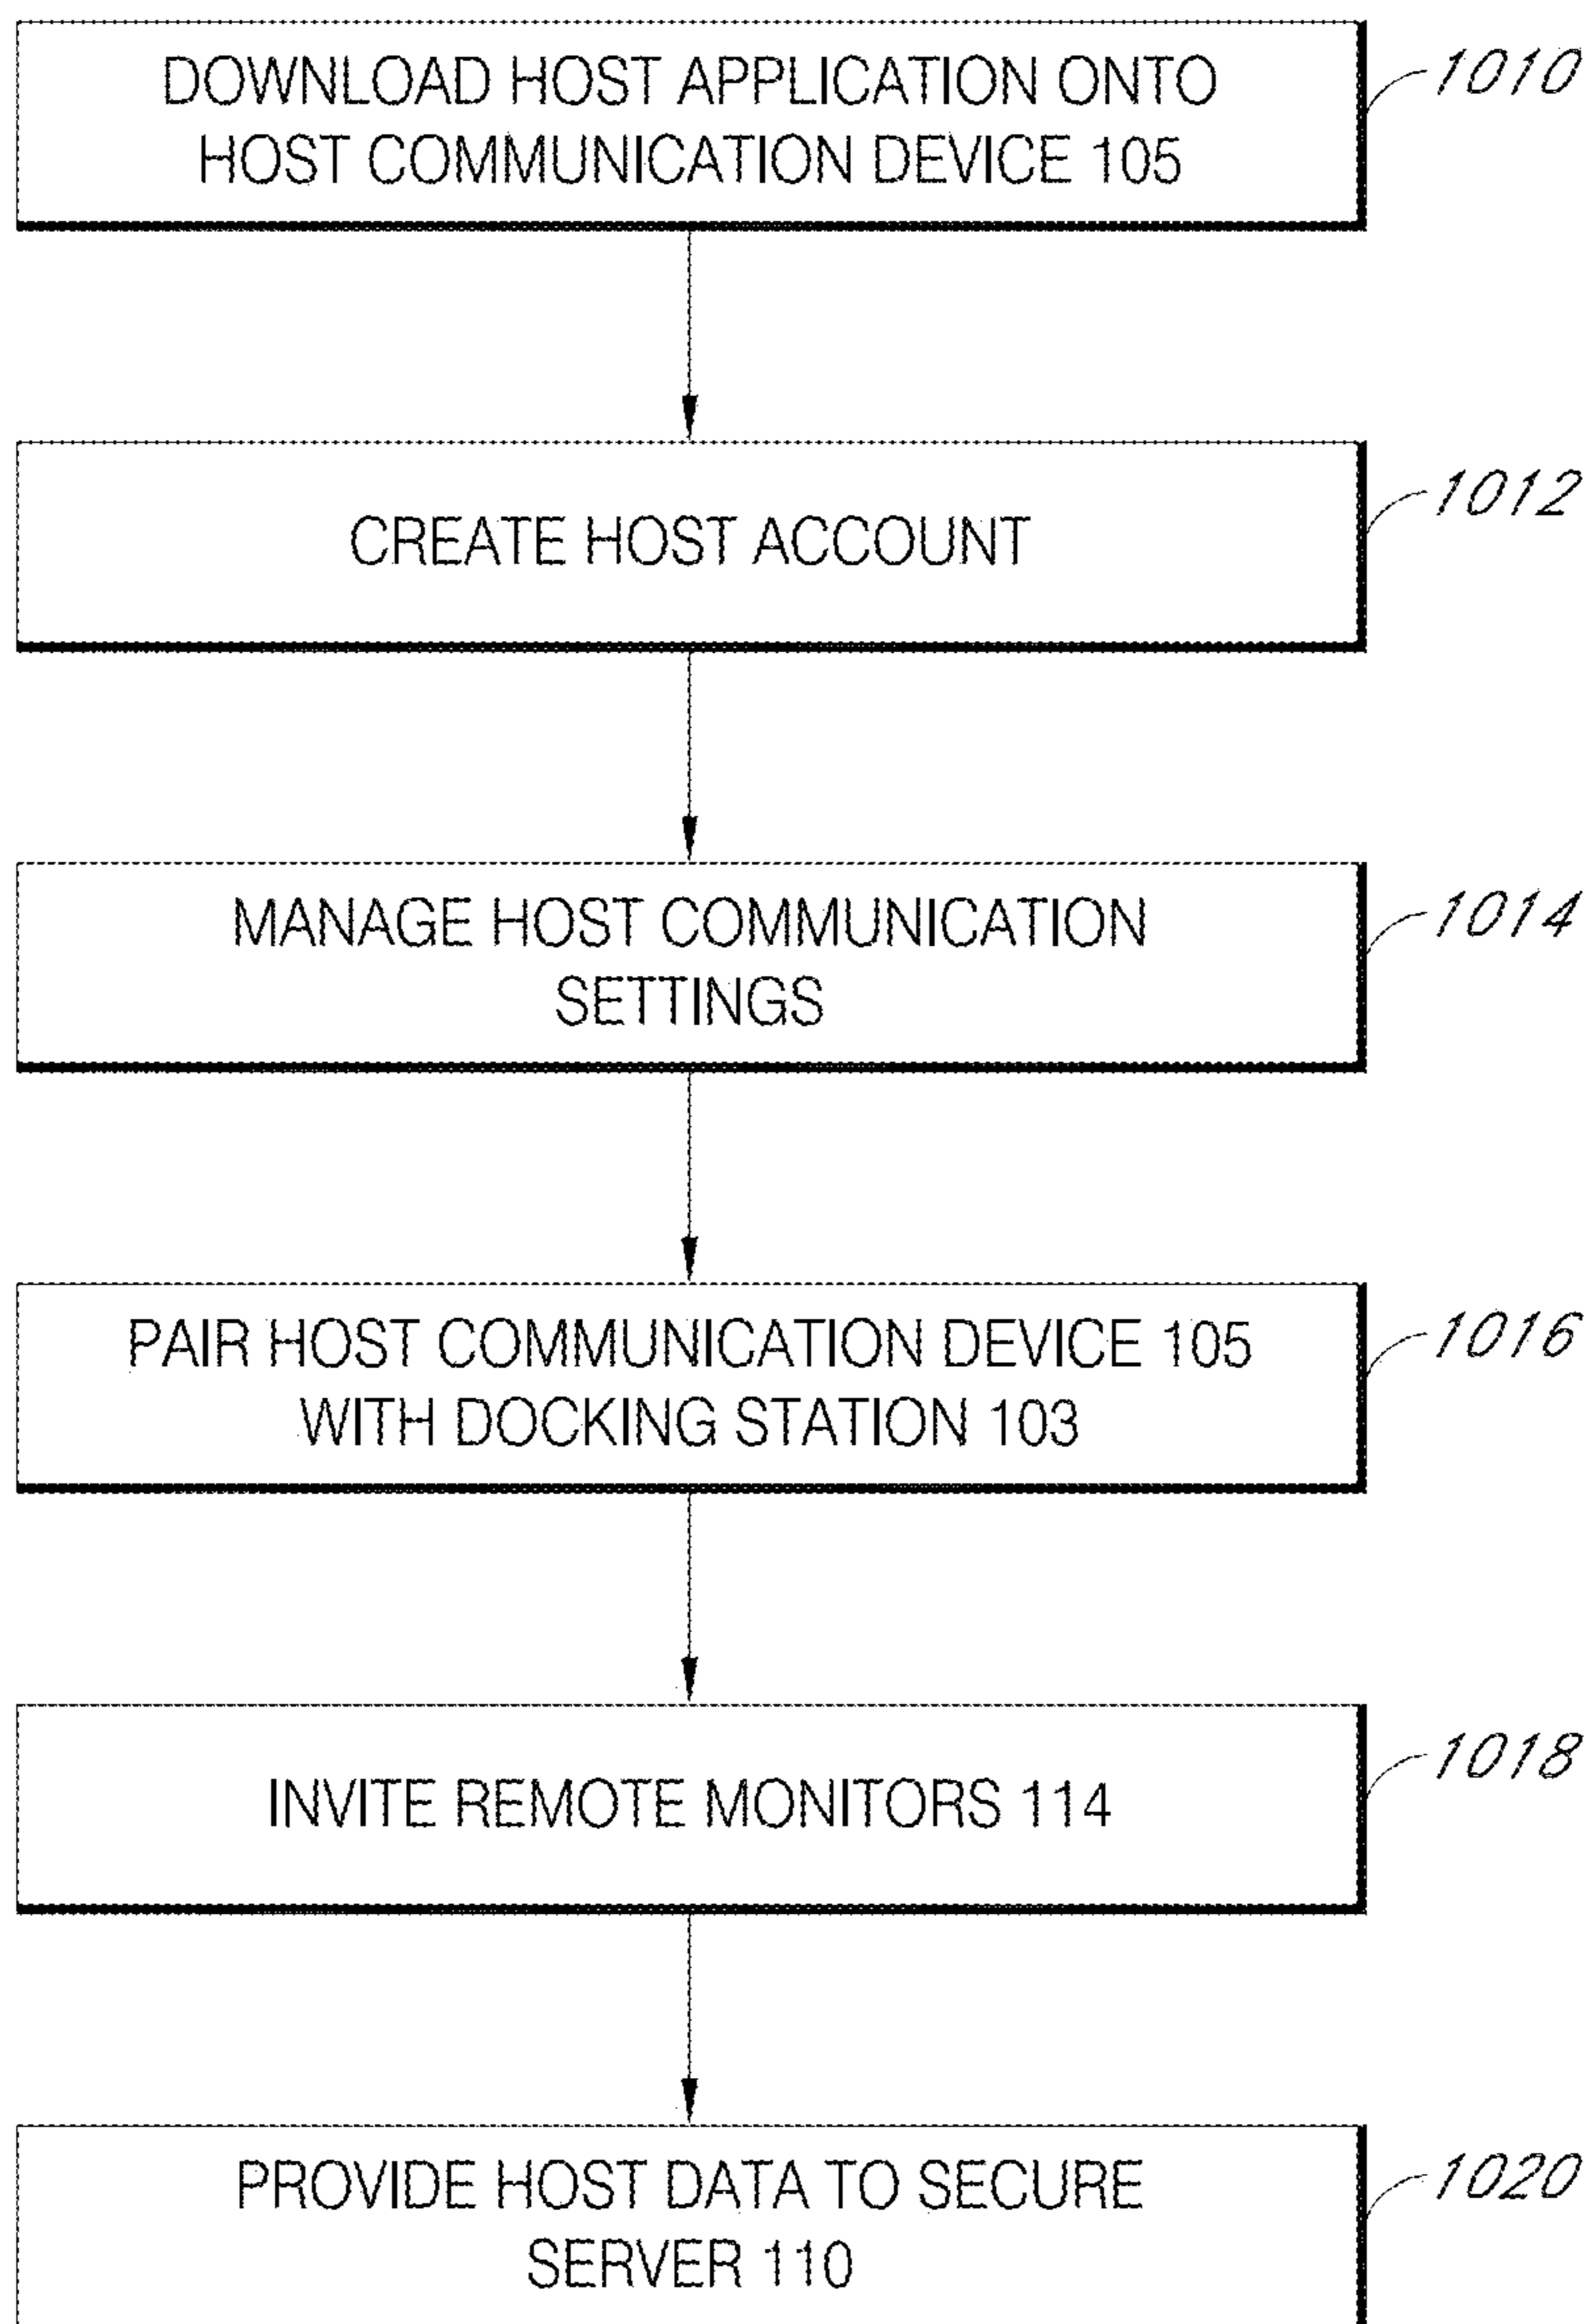 DOWNLOAD HOST APPLICATION ONTO
HOST COMMUNICATION DEVICE 105
1010
CREATE HOST ACCOUNT
1012
MANAGE HOST COMMUNICATION
SETTINGS
1014
PAIR HOST COMMUNICATION DEVICE 105
WITH DOCKING STATION 103
1016
INVITE REMOTE MONITORS 114
1018
PROVIDE HOST DATA TO SECURE
SERVER 110
1020